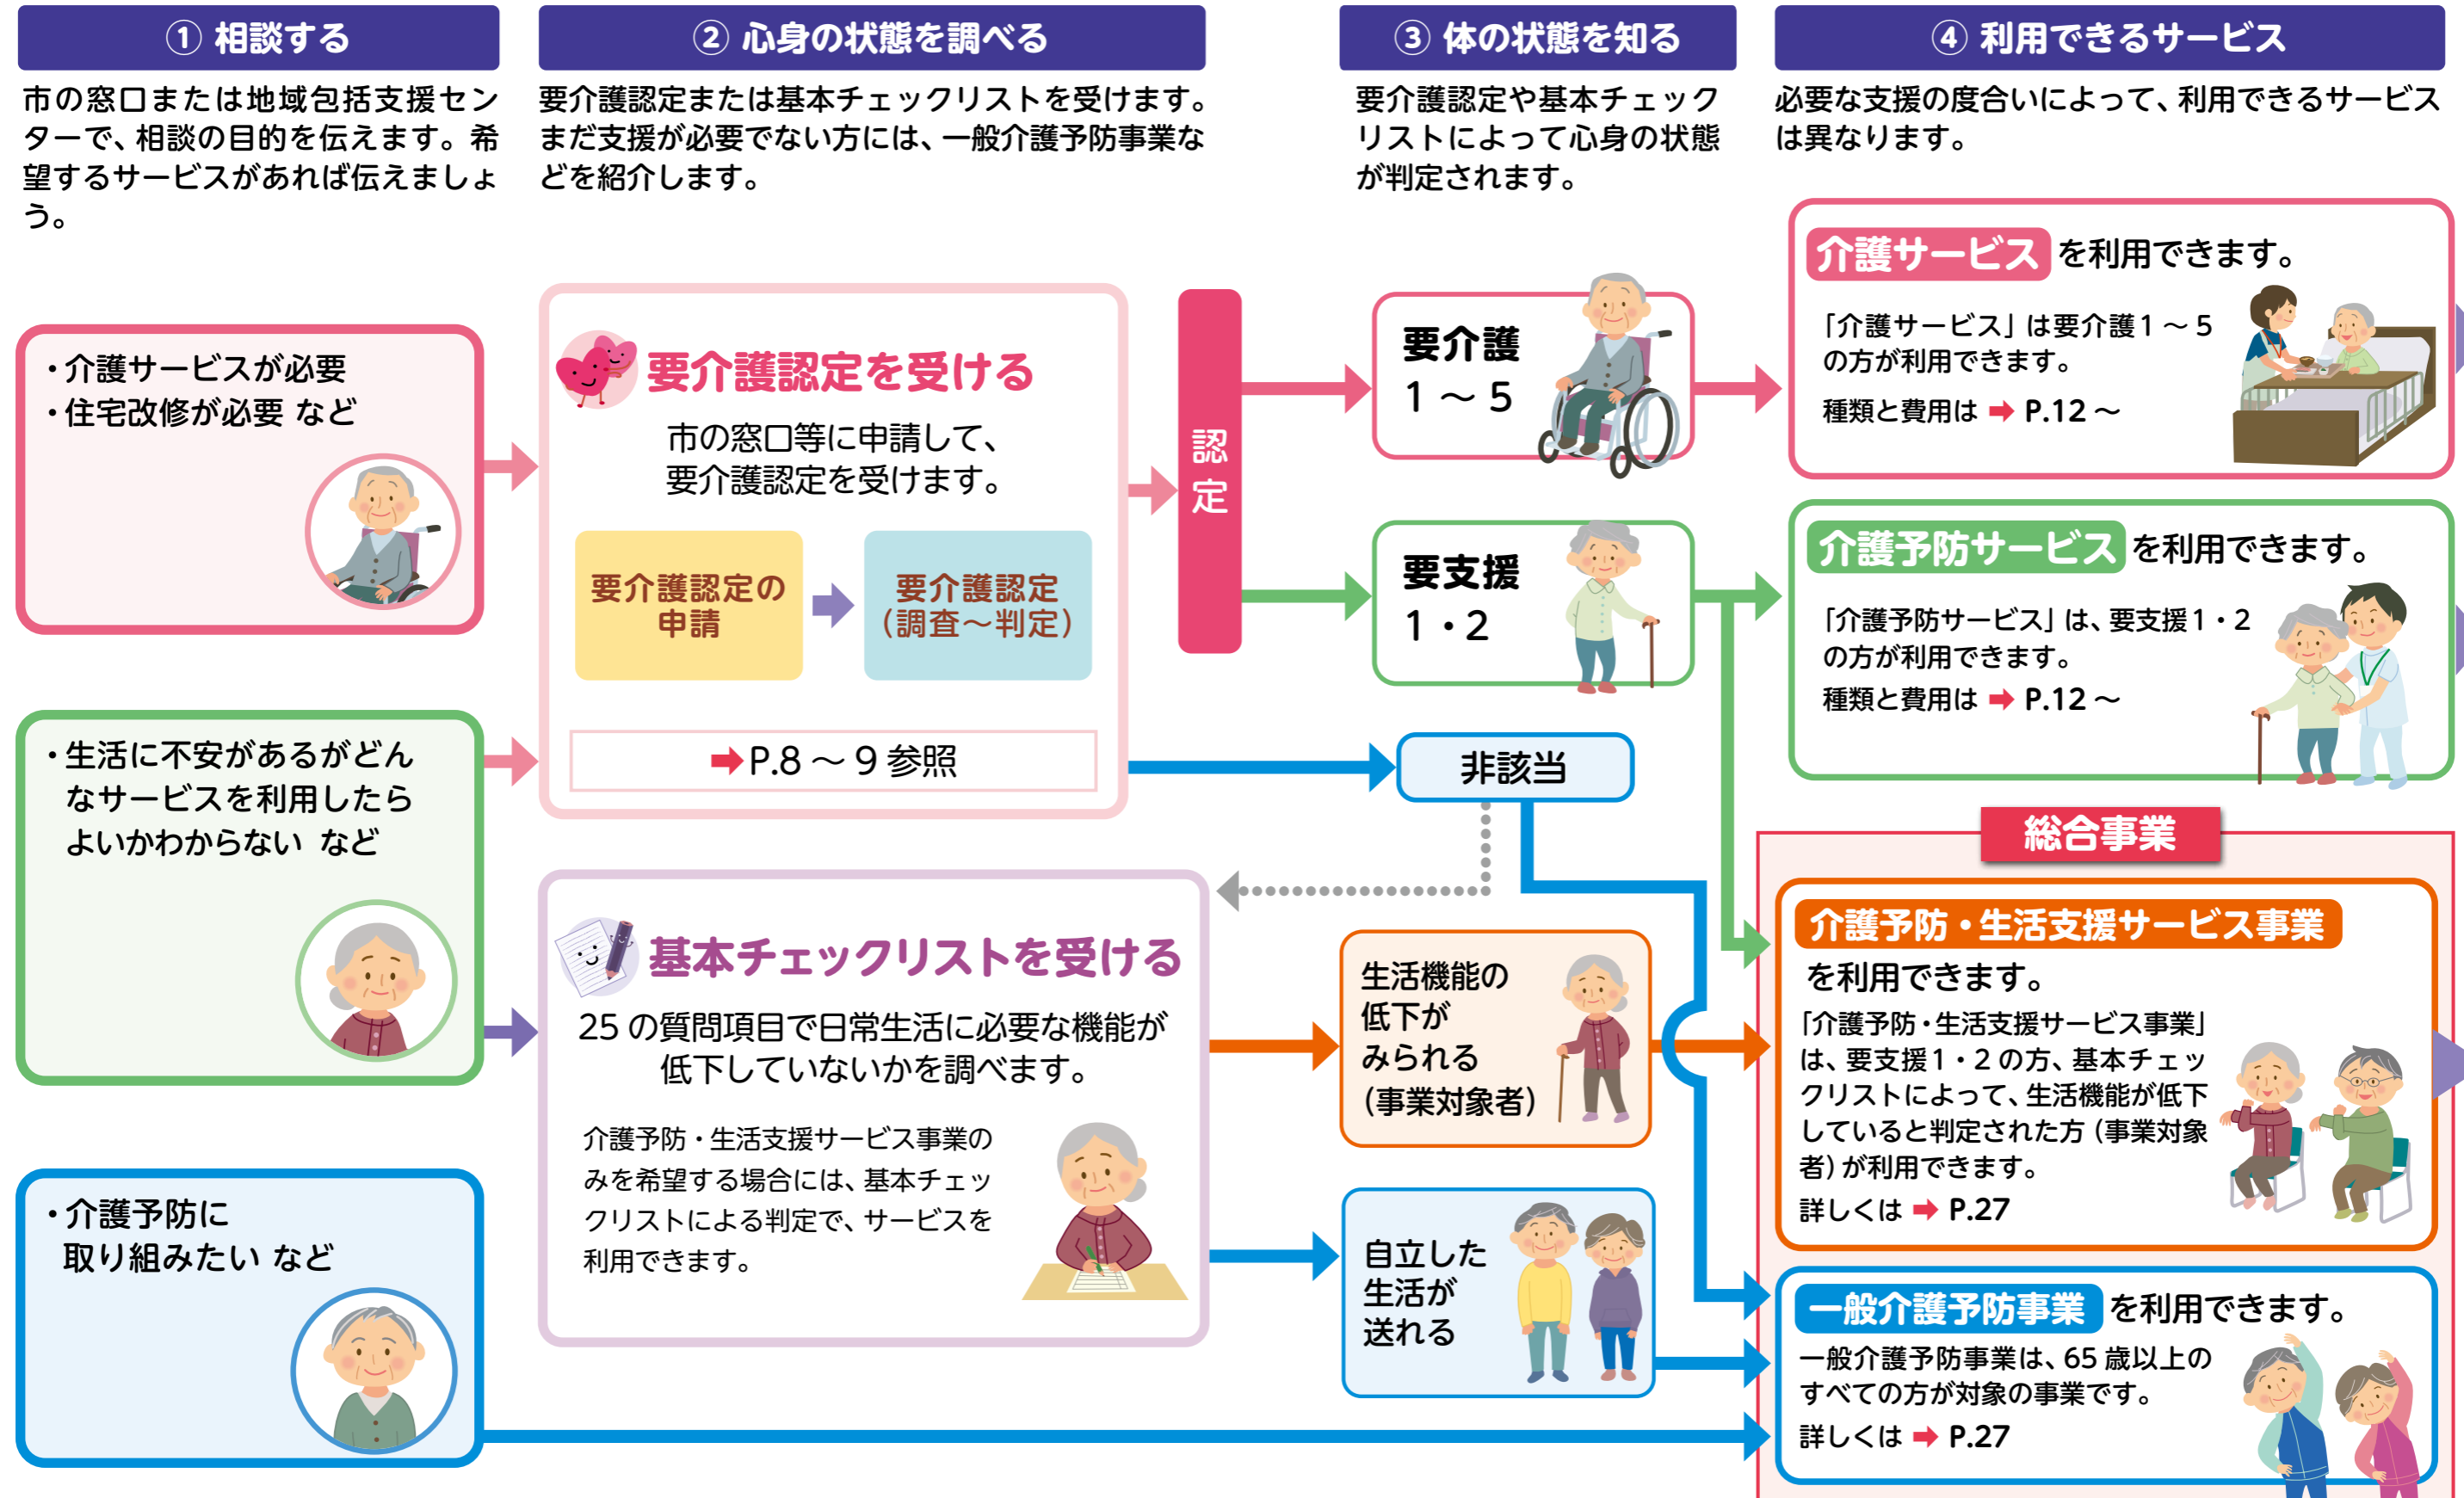 ① 相談する
市の窓口または地域包括支援セン
ターで、相談の目的を伝えます。希
望するサービスがあれば伝えましょ
う。
② 心身の状態を調べる
要介護認定または基本チェックリストを受けます。
まだ支援が必要でない方には、一般介護予防事業な
どを紹介します。
③ 体の状態を知る
要介護認定や基本チェック
リストによって心身の状態
が判定されます。
④ 利用できるサービス
必要な支援の度合いによって、利用できるサービス
は異なります。
・介護サービスが必要
・住宅改修が必要 など
・生活に不安があるがどん
なサービスを利用したら
よいかわからない など
・介護予防に
取り組みたい など
要介護認定を受ける
市の窓口等に申請して、
要介護認定を受けます。
要介護認定の
申請
要介護認定
（調査～判定）
➡P.8 ～ 9 参照
認定
基本チェックリストを受ける
25 の質問項目で日常生活に必要な機能が
低下していないかを調べます。
介護予防・生活支援サービス事業の
みを希望する場合には、基本チェッ
クリストによる判定で、サービスを
利用できます。
要介護
1 ～ 5
要支援
1・2
非該当
生活機能の
低下が
みられる
（事業対象者）
自立した
生活が
送れる
介護サービス を利用できます。
「介護サービス」は要介護1 ～ 5
の方が利用できます。
種類と費用は ➡ P.12 ～
介護予防サービス を利用できます。
「介護予防サービス」は、要支援1・2
の方が利用できます。
種類と費用は ➡ P.12 ～
総合事業
介護予防・生活支援サービス事業
を利用できます。
「介護予防・生活支援サービス事業」
は、要支援1・2 の方、基本チェッ
クリストによって、生活機能が低下
していると判定された方（事業対象
者）が利用できます。
詳しくは ➡ P.27
一般介護予防事業 を利用できます。
一般介護予防事業は、65 歳以上の
すべての方が対象の事業です。
詳しくは ➡ P.27